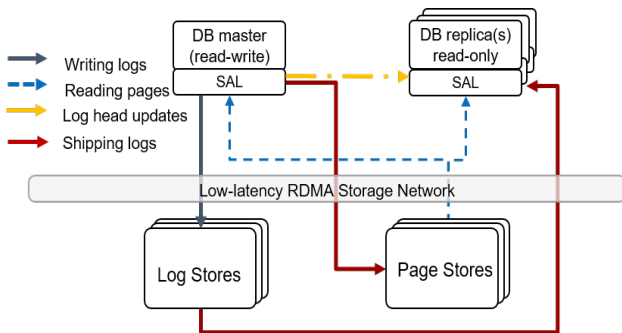 Writing logs
Reading pages
Log head updates
Shipping logs
DB master
(read-write)
SAL
DB replica(s)
read-only
SAL
Low-latency RDMA Storage Network
Log Stores
Page Stores